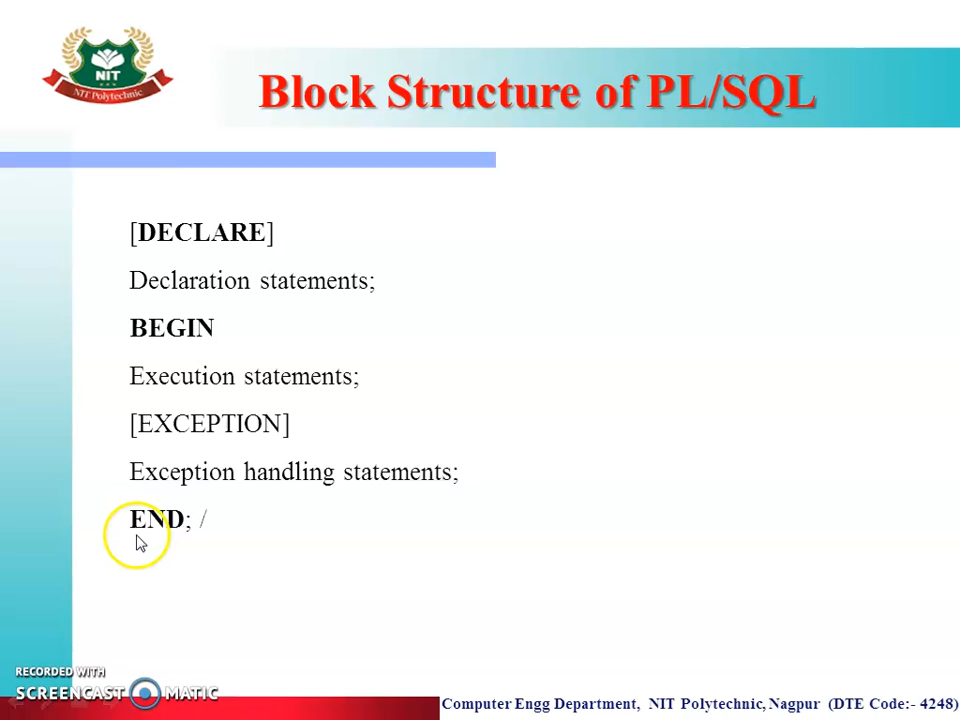 NIT
NIT Polytechnic
Block Structure of PL/SQL
[DECLARE]
Declaration statements;
BEGIN
Execution statements;
[EXCEPTION]
Exception handling statements;
END; /
RECORDED WITH
SCREENCAST MATIC
Computer Engg Department, NIT Polytechnic, Nagpur (DTE Code:- 4248)